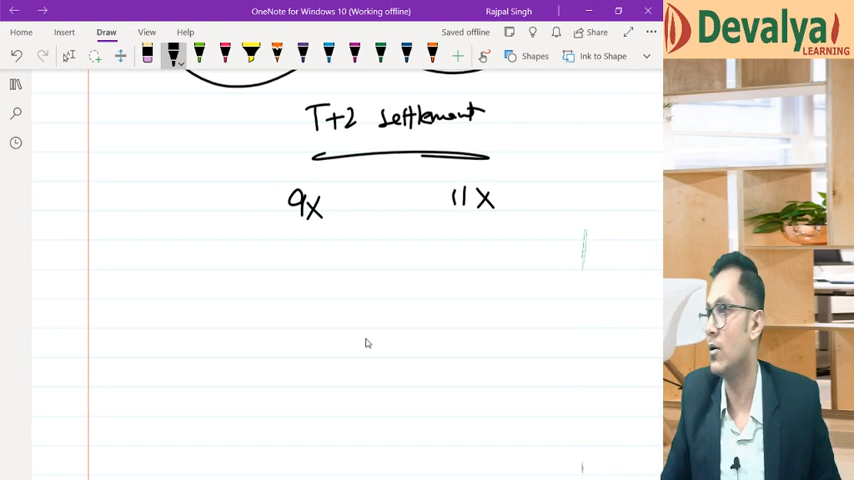 OneNote for Windows 10 (Working offline)
Rajpal Singh
Home Insert Draw View Help
Saved offline
Share
Shapes
Ink to Shape
T+2 settlement
9x 11x
Devalya
LEARNING